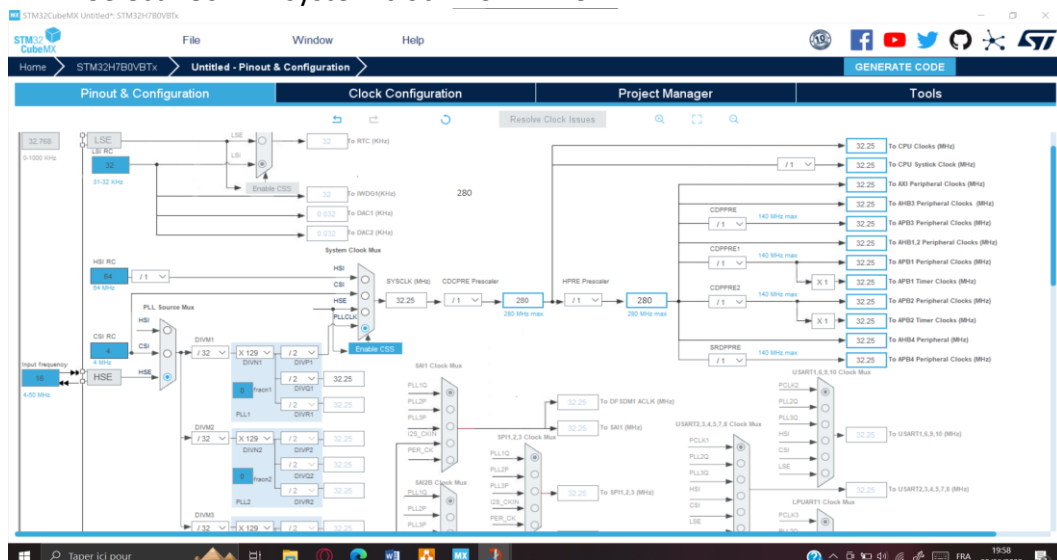 STM32CubeMX Untitled*: STM32H7B0VBTx
STM32
CubeMX
File
Window
Help
Home
STM32H7B0VBTx
Untitled - Pinout & Configuration
GENERATE CODE
Pinout & Configuration
Clock Configuration
Project Manager
Tools
Resolve Clock Issues
32.768
0-1000 KHz
LSE
LSE
32
To RTC (KHz)
LSI RC
32
31-32 KHz
LSI
Enable CSS
32
To IWDG1(KHz)
280
0.032
To DAC1 (KHz)
0.032
To DAC2 (KHz)
System Clock Mux
HSI RC
64
64 MHz
/ 1
HSI
CSI
HSE
PLLCLK
SYSCLK (MHz)
32.25
CDCPRE Prescaler
/ 1
280
280 MHz max
HPRE Prescaler
/ 1
280
280 MHz max
Enable CSS
32.25
To CPU Clocks (MHz)
/ 1
32.25
To CPU Systick Clock (MHz)
32.25
To AXI Peripheral Clocks (MHz)
32.25
To AHB3 Peripheral Clocks (MHz)
CDPPRE
/ 1
140 MHz max
32.25
To APB3 Peripheral Clocks (MHz)
32.25
To AHB1,2 Peripheral Clocks (MHz)
CDPPRE1
/ 1
140 MHz max
32.25
To APB1 Peripheral Clocks (MHz)
X 1
32.25
To APB1 Timer Clocks (MHz)
CDPPRE2
/ 1
140 MHz max
32.25
To APB2 Peripheral Clocks (MHz)
X 1
32.25
To APB2 Timer Clocks (MHz)
32.25
To AHB4 Peripheral Clocks (MHz)
SRDPPRE
/ 1
140 MHz max
32.25
To APB4 Peripheral Clocks (MHz)
PLL Source Mux
HSI
CSI
HSE
CSI RC
4
4 MHz
Input frequency
16
4-50 MHz
HSE
DIVM1
/ 32
X 129
DIVN1
/ 2
DIVP1
/ 2
DIVQ1
32.25
0
fracn1
/ 2
DIVR1
32.25
PLL1
DIVM2
/ 32
X 129
DIVN2
/ 2
DIVP2
32.25
/ 2
DIVQ2
32.25
0
fracn2
/ 2
DIVR2
32.25
PLL2
DIVM3
/ 32
X 129
/ 2
32.25
SAI1 Clock Mux
PLL1Q
PLL2P
PLL3P
I2S_CKIN
PER_CK
32.25
To DFSDM1 ACLK (MHz)
32.25
To SAI1 (MHz)
SAI2B Clock Mux
PLL1Q
PLL2P
PLL3P
SPI1,2,3 Clock Mux
PLL1Q
PLL2P
PLL3P
I2S_CKIN
PER_CK
32.25
To SPI1,2,3 (MHz)
USART2,3,4,5,7,8 Clock Mux
PCLK1
PLL2Q
PLL3Q
HSI
CSI
LSE
32.25
To USART2,3,4,5,7,8 (MHz)
USART1,6,9,10 Clock Mux
PCLK2
PLL2Q
PLL3Q
HSI
CSI
LSE
32.25
To USART1,6,9,10 (MHz)
LPUART1 Clock Mux
PCLK3
Taper ici pour
FRA
19:58